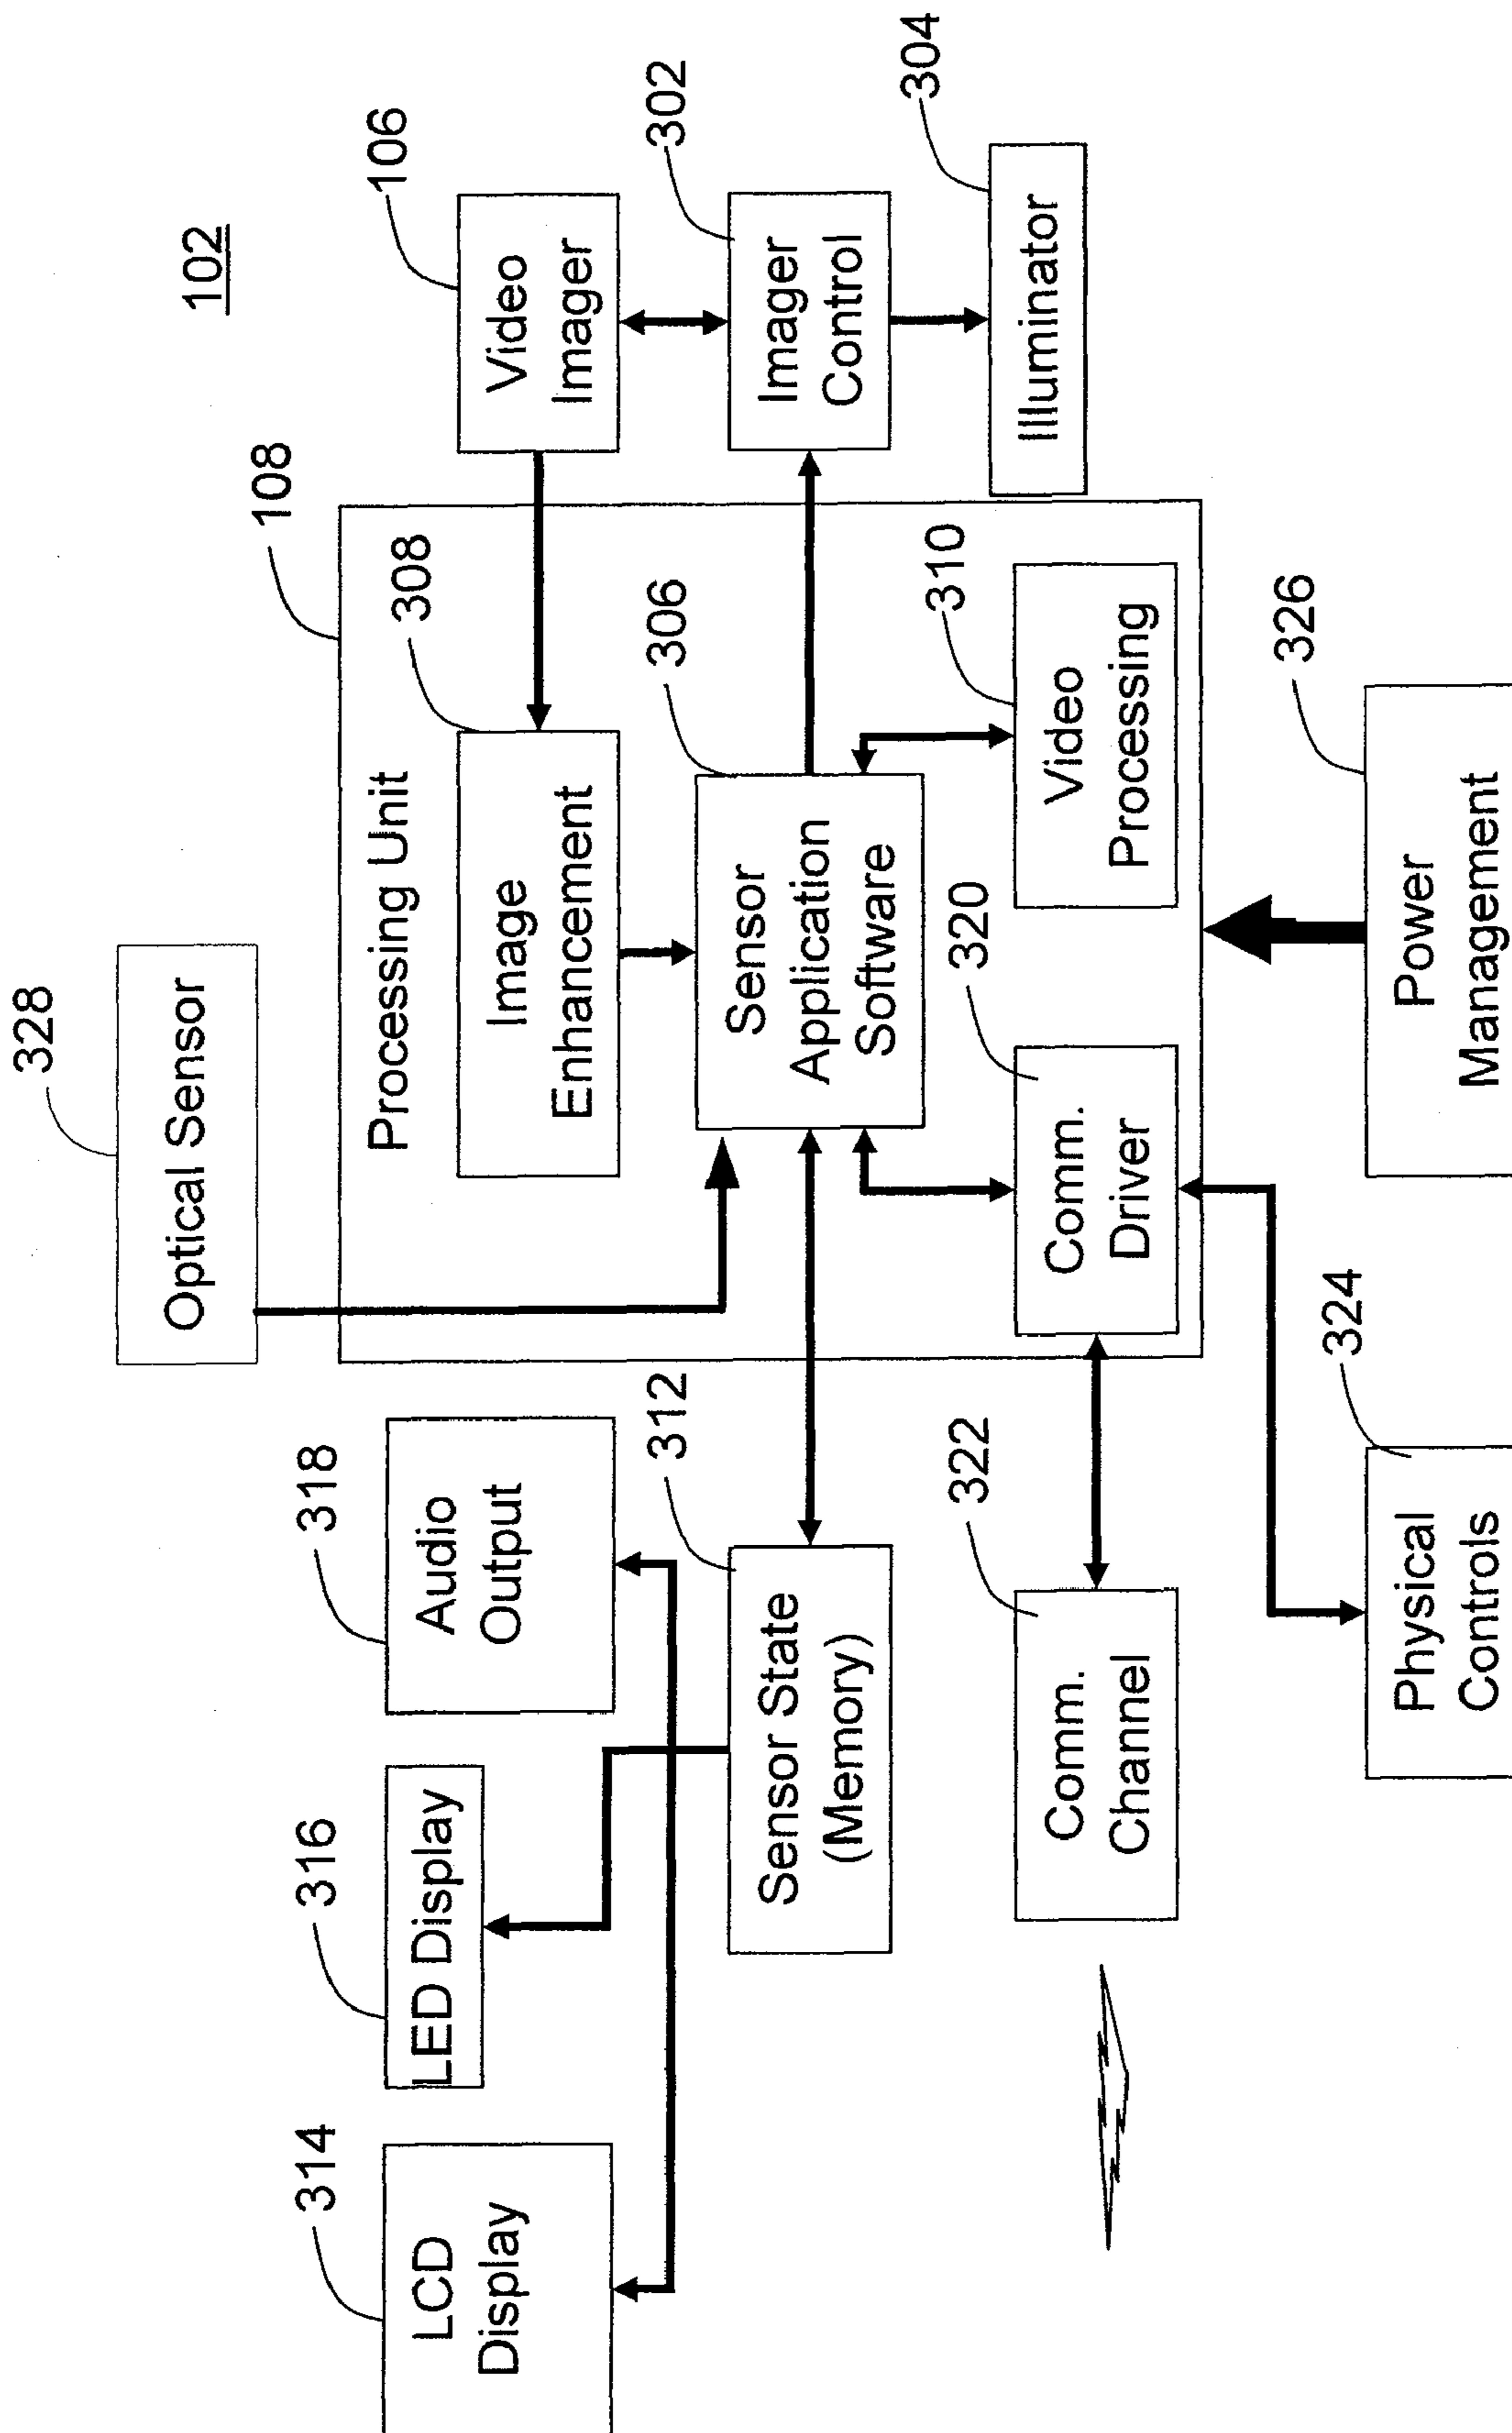 102
328
Optical Sensor
108
Processing Unit
106
Video
Imager
308
Image
Enhancement
314
LCD
Display
316
LED Display
318
Audio
Output
306
Sensor
Application
Software
302
Imager
Control
312
Sensor State
(Memory)
304
Illuminator
322
Comm.
Channel
320
Comm.
Driver
310
Video
Processing
324
Physical
Controls
326
Power
Management